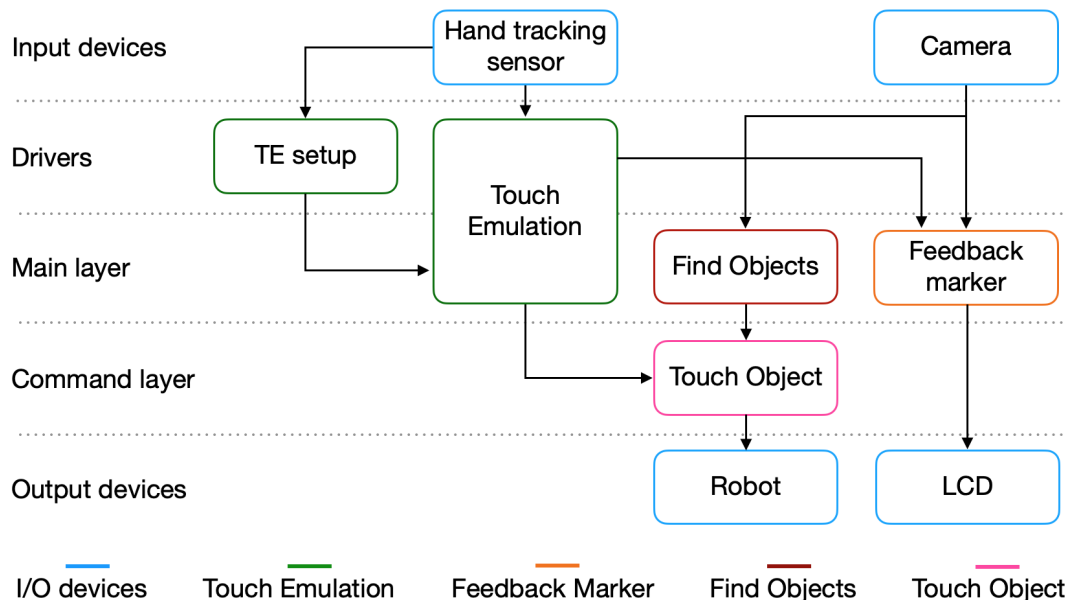 Input devices
Hand tracking
sensor
Camera
Drivers
TE setup
Touch
Emulation
Main layer
Find Objects
Feedback
marker
Command layer
Touch Object
Output devices
Robot
LCD
I/O devices
Touch Emulation
Feedback Marker
Find Objects
Touch Object